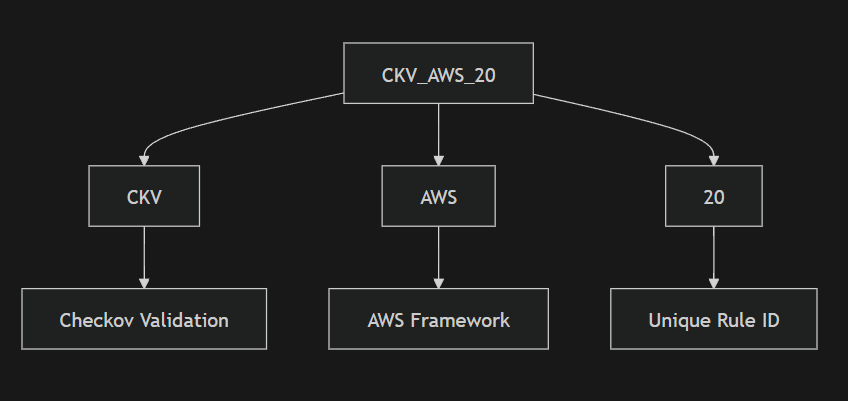 CKV_AWS_20
CKV
AWS
20
Checkov Validation
AWS Framework
Unique Rule ID